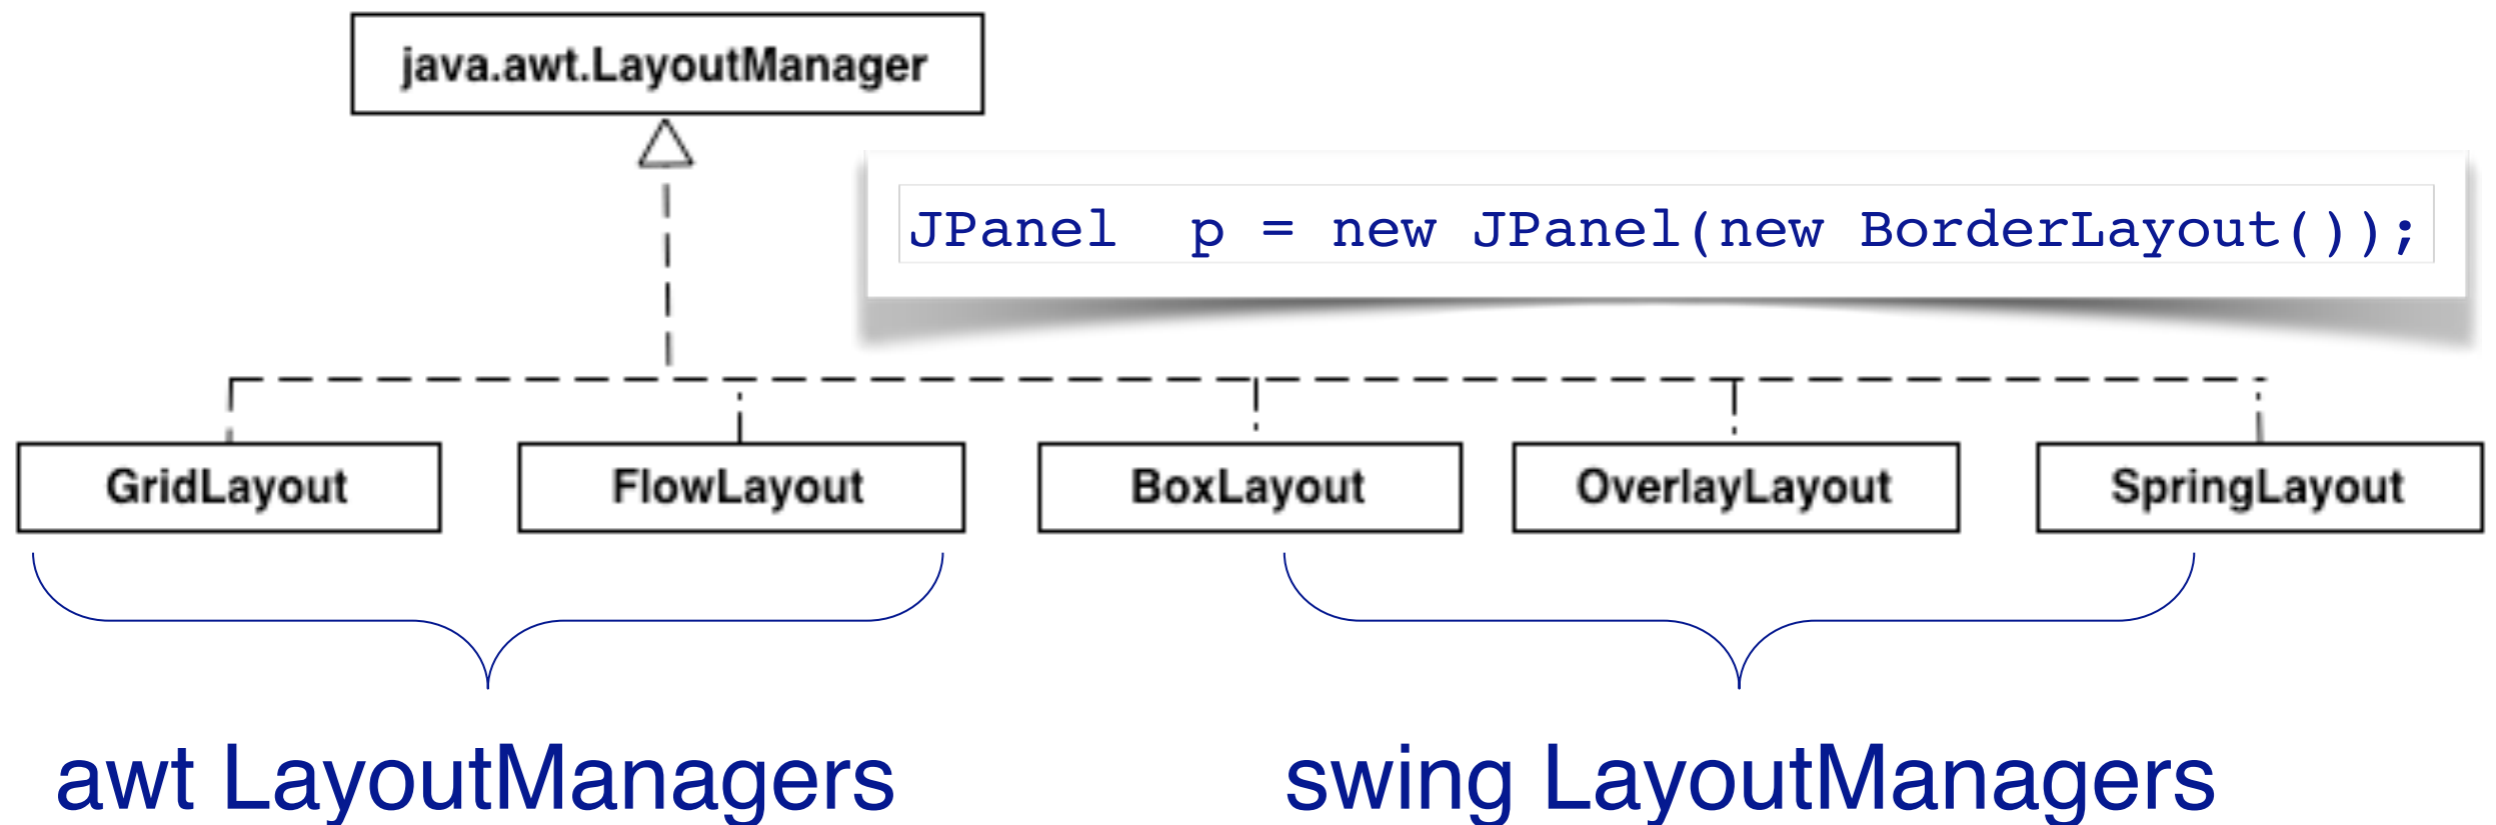 java.awt.LayoutManager
JPanel  p = new JPanel(new BorderLayout());
GridLayout
FlowLayout
BoxLayout
OverlayLayout
SpringLayout
awt LayoutManagers
swing LayoutManagers